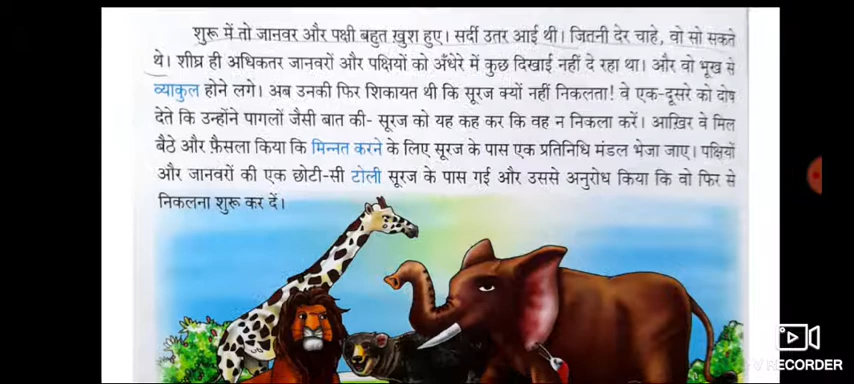 शुरू में तो जानवर और पक्षी बहुत ख़ुश हुए। सर्दी उतर आई थी। जितनी देर चाहे, वो सो सकते
थे। शीघ्र ही अधिकतर जानवरों और पक्षियों को अँधेरे में कुछ दिखाई नहीं दे रहा था। और वो भूख से
व्याकुल होने लगे। अब उनकी फिर शिकायत थी कि सूरज क्यों नहीं निकलता! वे एक-दूसरे को दोष
देते कि उन्होंने पागलों जैसी बात की- सूरज को यह कह कर कि वह न निकला करें। आख़िर वे मिल
बैठे और फ़ैसला किया कि मिन्नत करने के लिए सूरज के पास एक प्रतिनिधि मंडल भेजा जाए। पक्षियों
और जानवरों की एक छोटी-सी टोली सूरज के पास गई और उससे अनुरोध किया कि वो फिर से
निकलना शुरू कर दें।
RECORDER